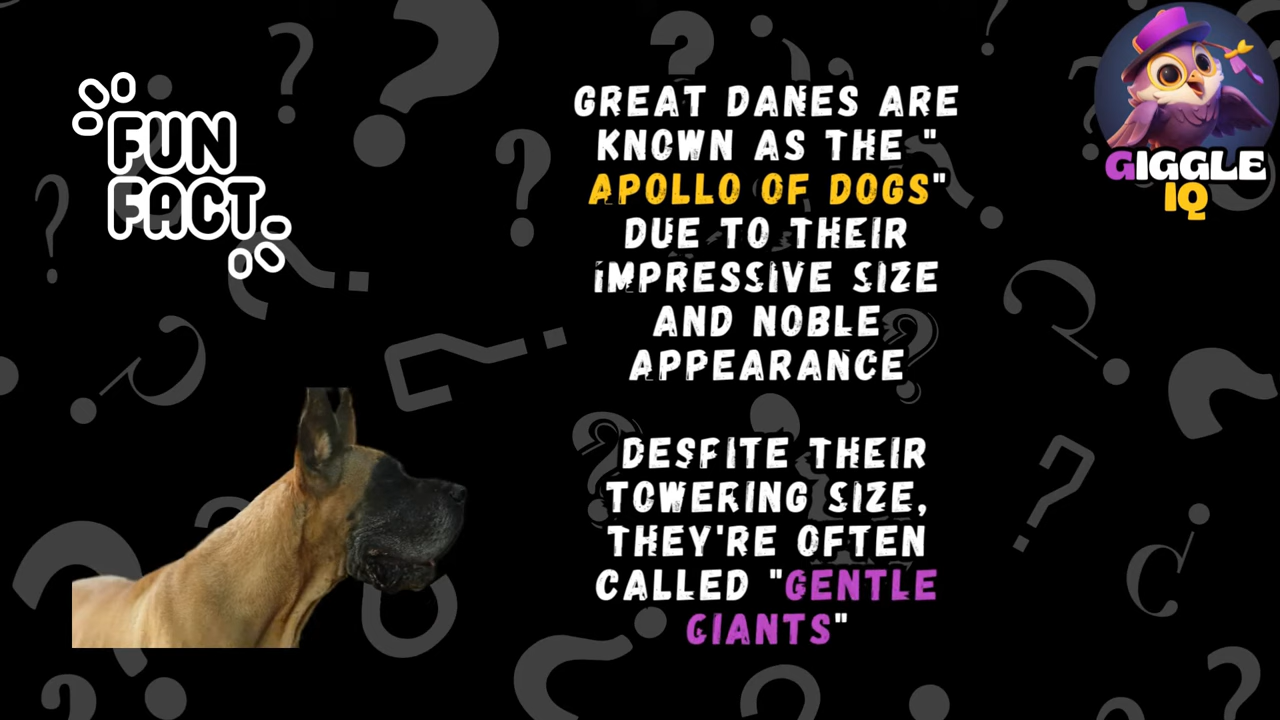 FUN
FACT
GREAT DANES ARE
KNOWN AS THE "
APOLLO OF DOGS"
DUE TO THEIR
IMPRESSIVE SIZE
AND NOBLE
APPEARANCE
DESPITE THEIR
TOWERING SIZE,
THEY'RE OFTEN
CALLED "GENTLE
GIANTS"
GIGGLE
IQ